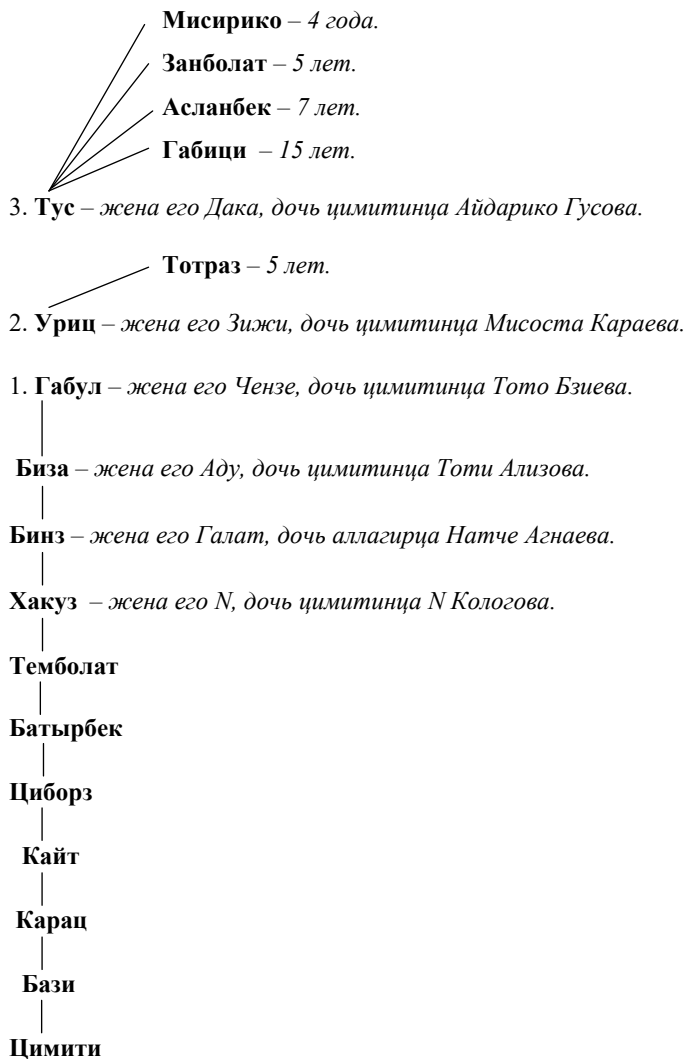 Мисирико – 4 года.
Занболат – 5 лет.
Асланбек – 7 лет.
Габици – 15 лет.
3. Тус – жена его Дака, дочь цимитинца Айдарико Гусова.
Тотраз – 5 лет.
2. Уриц – жена его Зижи, дочь цимитинца Мисоста Караева.
1. Габул – жена его Чензе, дочь цимитинца Тото Бзиева.
Биза – жена его Аду, дочь цимитинца Тоти Ализова.
Бинз – жена его Галат, дочь аллагирца Натче Агнаева.
Хакуз – жена его N, дочь цимитинца N Кологова.
Темболат
Батырбек
Циборз
Кайт
Карац
Бази
Цимити